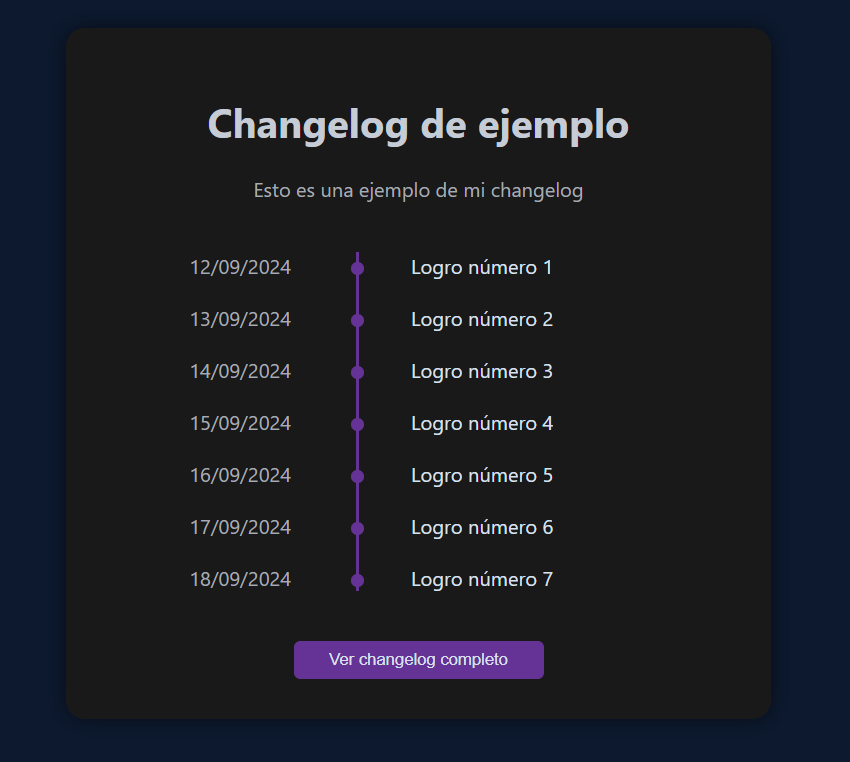 Changelog de ejemplo
Esto es una ejemplo de mi changelog
12/09/2024 Logro número 1
13/09/2024 Logro número 2
14/09/2024 Logro número 3
15/09/2024 Logro número 4
16/09/2024 Logro número 5
17/09/2024 Logro número 6
18/09/2024 Logro número 7
Ver changelog completo